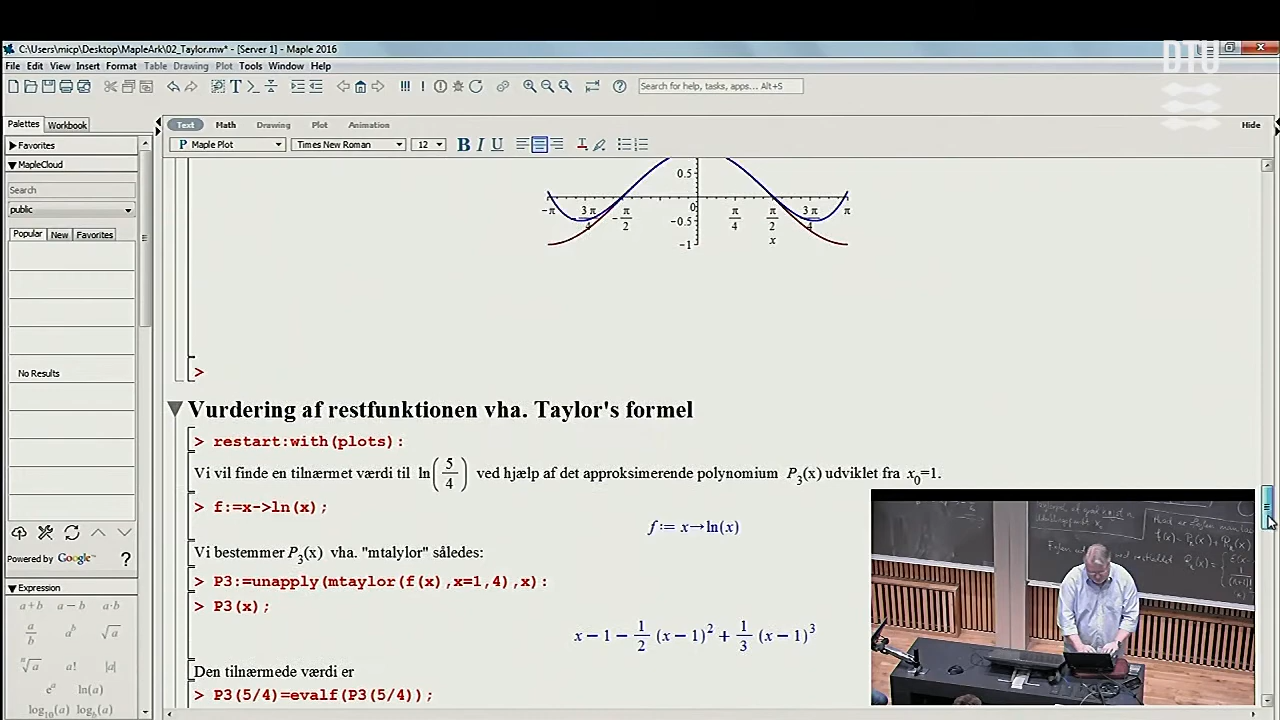 C:\Users\micp\Desktop\MapleArk\02_Taylor.mw* - [Server 1] - Maple 2016
DTU
File Edit View Insert Format Table Drawing Plot Tools Window Help
Search for help, tasks, apps... Alt+S
Palettes Workbook
Text Math Drawing Plot Animation Hide
Favorites
P Maple Plot Times New Roman 12 B I U
MapleCloud
Search
public
Popular New Favorites
No Results
Powered by Google™
Expression
a+b a−b a·b
a/b a^b √a
ⁿ√a a! |a|
e^a ln(a)
log₁₀(a) log_b(a)
0.5
0
−0.5
−1
−π 3π/4 −π/2 π/4 π/2 3π/4 π
x
>
Vurdering af restfunktionen vha. Taylor's formel
> restart:with(plots):
Vi vil finde en tilnærmet værdi til ln(5/4) ved hjælp af det approksimerende polynomium P₃(x) udviklet fra x₀=1.
> f:=x->ln(x);
f := x→ln(x)
Vi bestemmer P₃(x) vha. "mtalylor" således:
> P3:=unapply(mtaylor(f(x),x=1,4),x):
> P3(x);
x − 1 − 1/2 (x − 1)² + 1/3 (x − 1)³
Den tilnærmede værdi er
> P3(5/4)=evalf(P3(5/4));